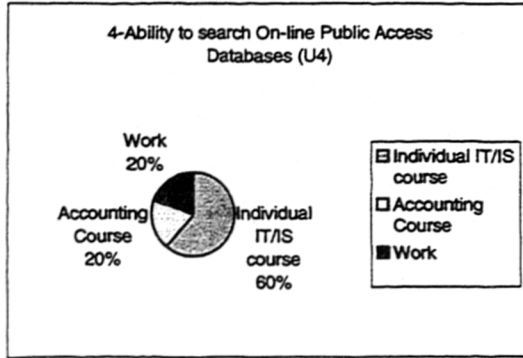 4-Ability to search On-line Public Access
Databases (U4)
Work
20%
Accounting
Course
20%
Individual
IT/IS
course
60%
Individual IT/IS
course
Accounting
Course
Work